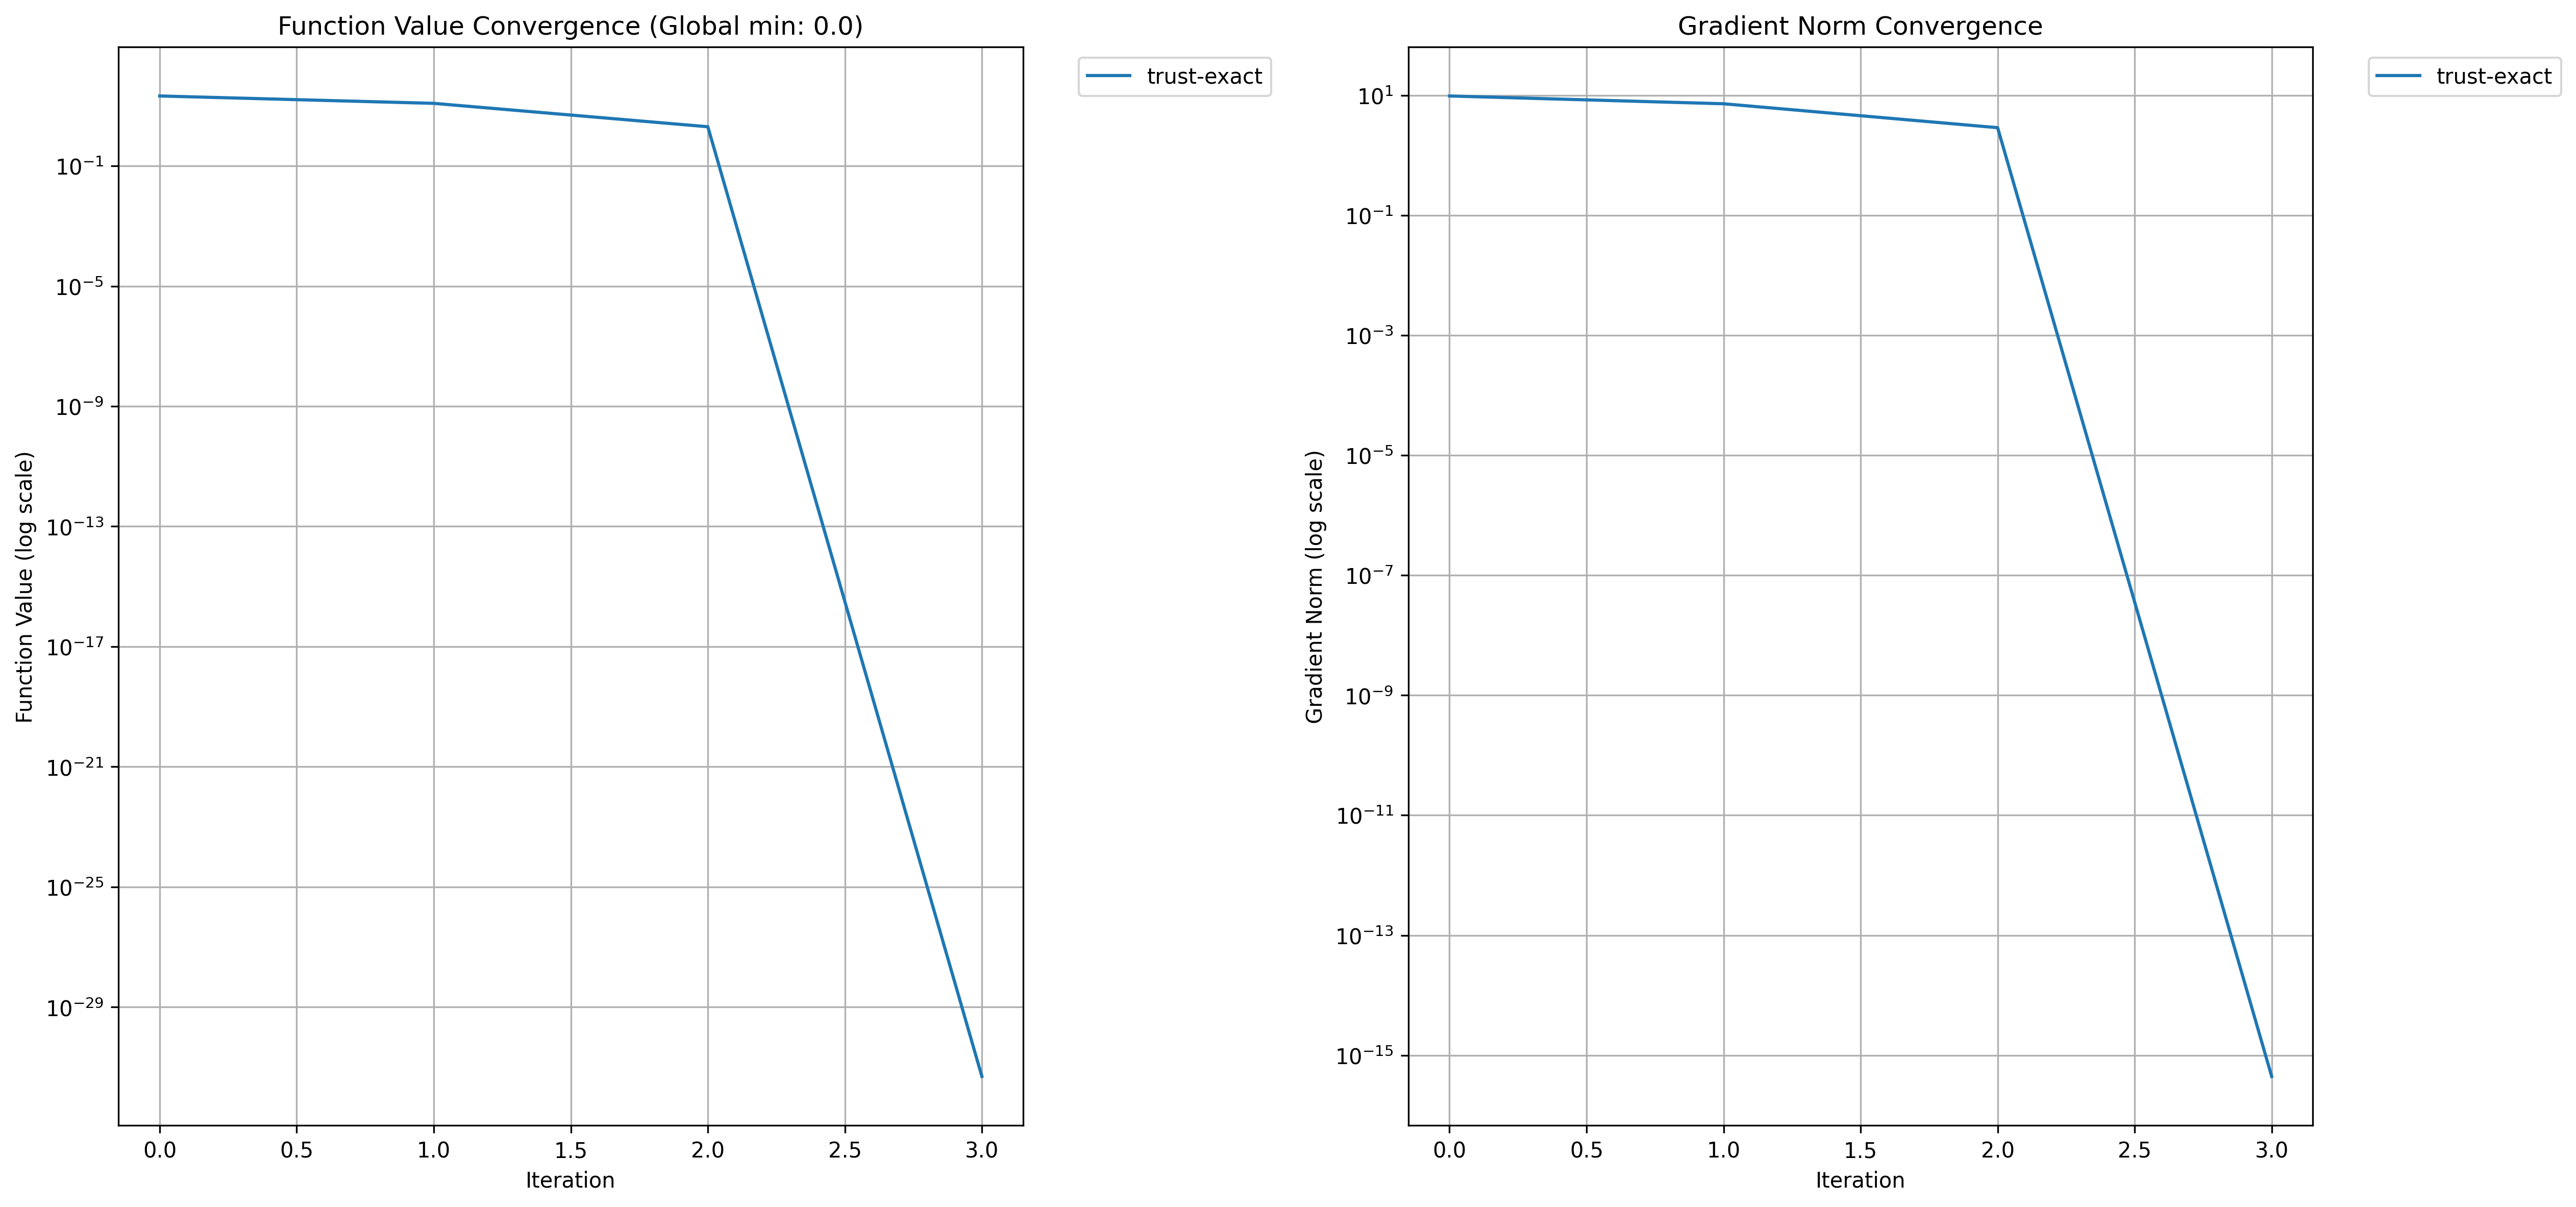 Function Value Convergence (Global min: 0.0)
Function Value (log scale)
10⁻¹
10⁻⁵
10⁻⁹
10⁻¹³
10⁻¹⁷
10⁻²¹
10⁻²⁵
10⁻²⁹
0.0 0.5 1.0 1.5 2.0 2.5 3.0
Iteration
trust-exact
Gradient Norm Convergence
Gradient Norm (log scale)
10¹
10⁻¹
10⁻³
10⁻⁵
10⁻⁷
10⁻⁹
10⁻¹¹
10⁻¹³
10⁻¹⁵
0.0 0.5 1.0 1.5 2.0 2.5 3.0
Iteration
trust-exact